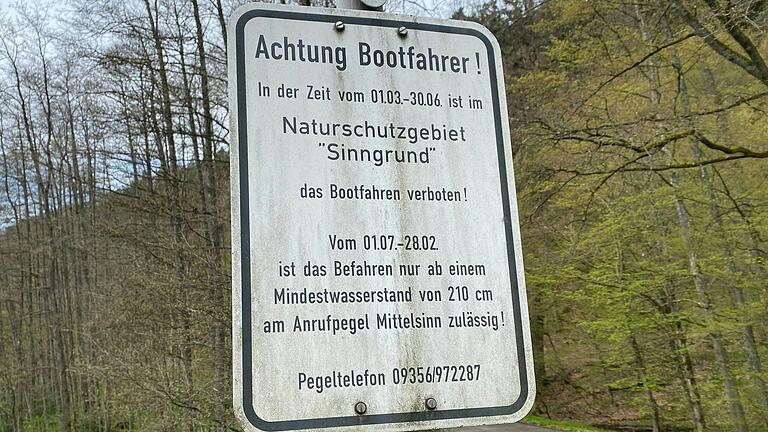 Achtung Bootfahrer!
In der Zeit vom 01.03.-30.06. ist im
Naturschutzgebiet
"Sinngrund"
das Bootfahren verboten!
Vom 01.07.-28.02.
ist das Befahren nur ab einem
Mindestwasserstand von 210 cm
am Anrufpegel Mittelsinn zulässig!
Pegeltelefon 09356/972287